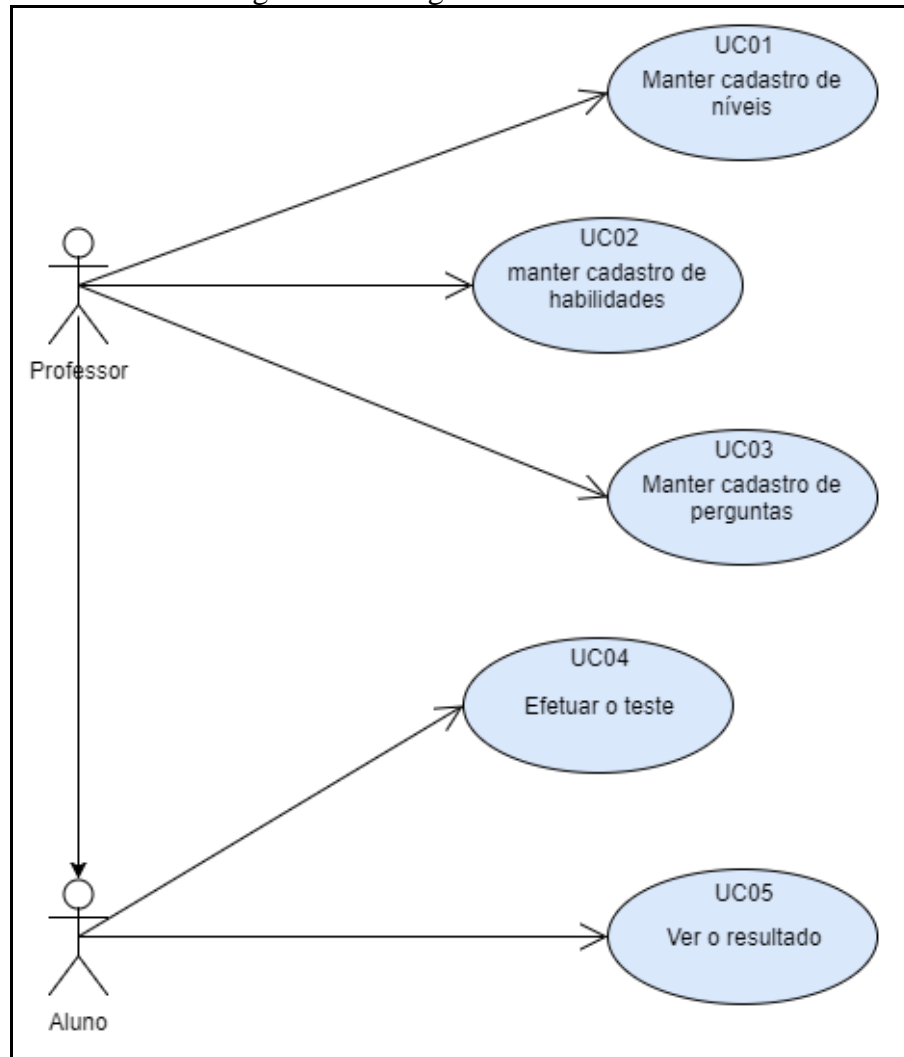 UC01
Manter cadastro de
níveis
UC02
manter cadastro de
habilidades
Professor
UC03
Manter cadastro de
perguntas
UC04
Efetuar o teste
UC05
Ver o resultado
Aluno